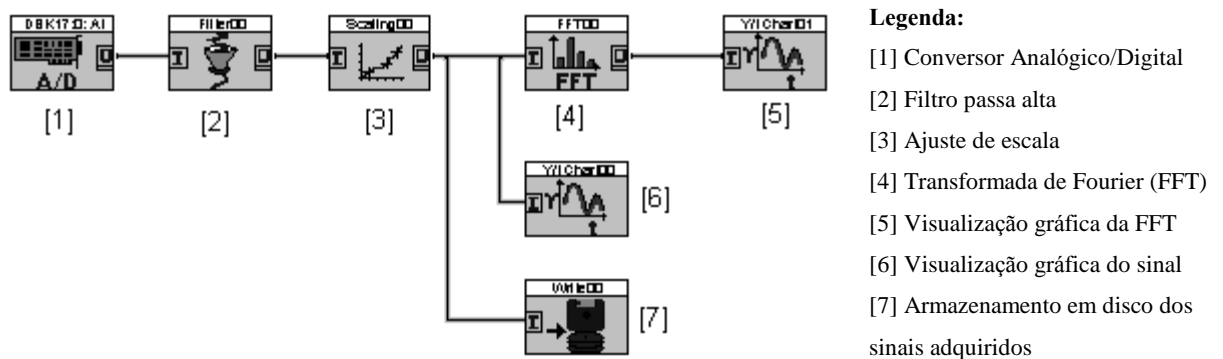 DBK17:0: AI
Filter00
Scaling00
FFT00
Y/t Chart01
A/D
FFT
[1]
[2]
[3]
[4]
[5]
Y/t Chart00
[6]
Write00
[7]
Legenda:
[1] Conversor Analógico/Digital
[2] Filtro passa alta
[3] Ajuste de escala
[4] Transformada de Fourier (FFT)
[5] Visualização gráfica da FFT
[6] Visualização gráfica do sinal
[7] Armazenamento em disco dos
sinais adquiridos